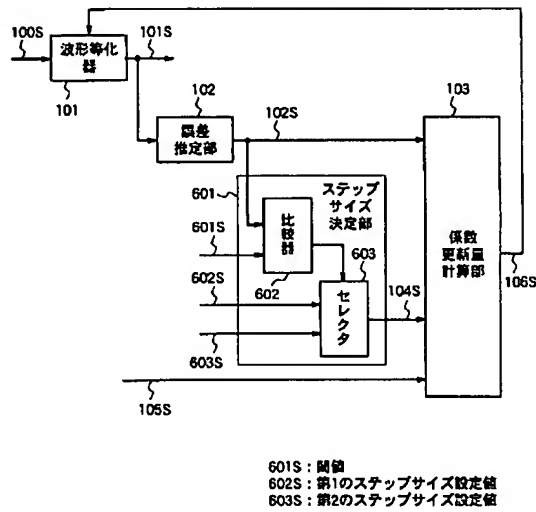 100S
101S
波形等化
器
101
102
誤差
推定部
102S
103
601
ステップ
サイズ
決定部
601S
比較器
602
603
602S
603S
セレクタ
104S
係数
更新量
計算部
106S
105S
601S：閾値
602S：第1のステップサイズ設定値
603S：第2のステップサイズ設定値